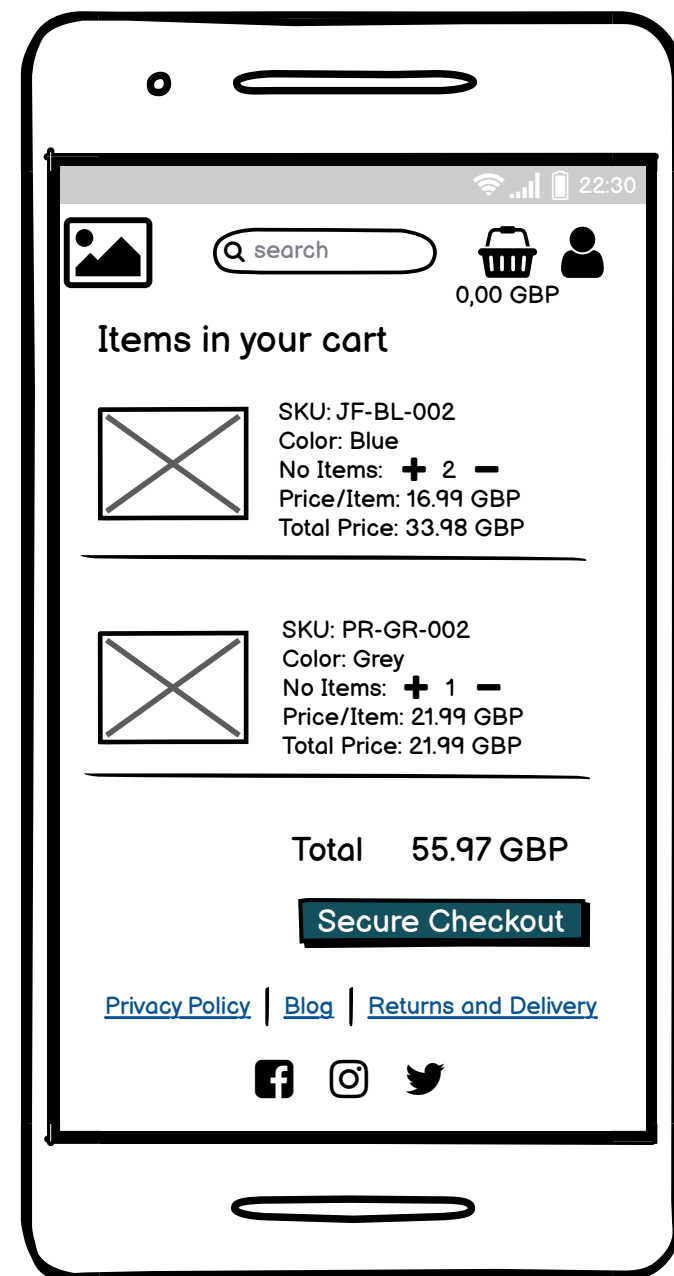 22:30
search
0,00 GBP
Items in your cart
SKU: JF-BL-002
Color: Blue
No Items: + 2 −
Price/Item: 16.99 GBP
Total Price: 33.98 GBP
SKU: PR-GR-002
Color: Grey
No Items: + 1 −
Price/Item: 21.99 GBP
Total Price: 21.99 GBP
Total 55.97 GBP
Secure Checkout
Privacy Policy | Blog | Returns and Delivery